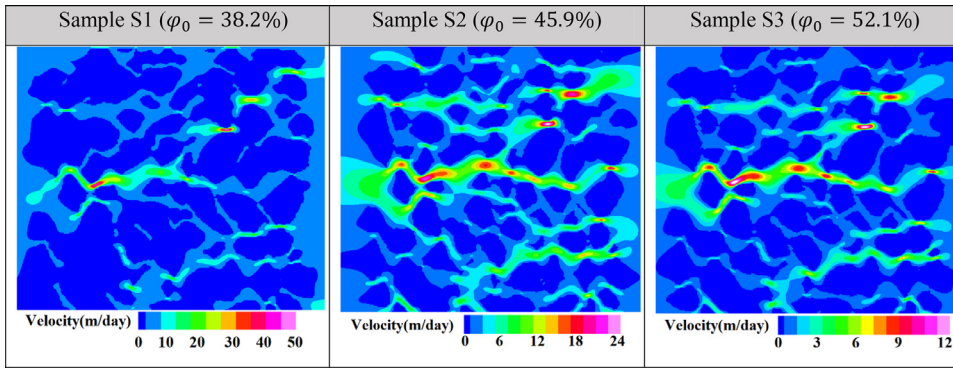 Sample S1 (𝜑₀ = 38.2%)
Sample S2 (𝜑₀ = 45.9%)
Sample S3 (𝜑₀ = 52.1%)
Velocity(m/day)
0 10 20 30 40 50
Velocity(m/day)
0 6 12 18 24
Velocity(m/day)
0 3 6 9 12